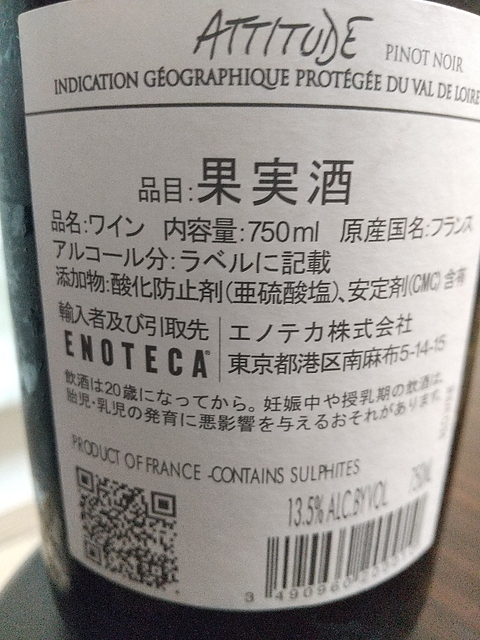 ATTITUDE PINOT NOIR
INDICATION GÉOGRAPHIQUE PROTÉGÉE DU VAL DE LOIRE
品目:果実酒
品名:ワイン 内容量:750ml 原産国名:フランス
アルコール分:ラベルに記載
添加物:酸化防止剤(亜硫酸塩)、安定剤(CMC)含有
輸入者及び引取先 エノテカ株式会社
ENOTECA 東京都港区南麻布5-14-15
飲酒は20歳になってから。妊娠中や授乳期の飲酒は、
胎児・乳児の発育に悪影響を与えるおそれがあります。
PRODUCT OF FRANCE -CONTAINS SULPHITES
13.5% ALC.BY VOL 750ML
3 490960